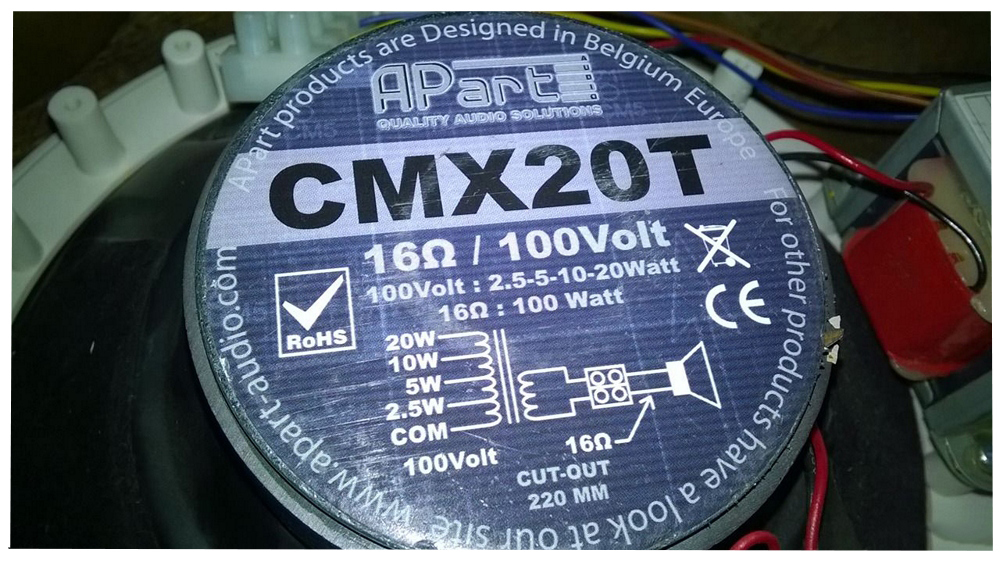 APart products are Designed in Belgium Europe
APart
AUDIO
QUALITY AUDIO SOLUTIONS
CMX20T
16Ω / 100Volt
100Volt : 2.5-5-10-20Watt
16Ω : 100 Watt
RoHS
CE
20W
10W
5W
2.5W
COM
100Volt
16Ω
CUT-OUT
220 MM
For other products have a look at our site www.apart-audio.com